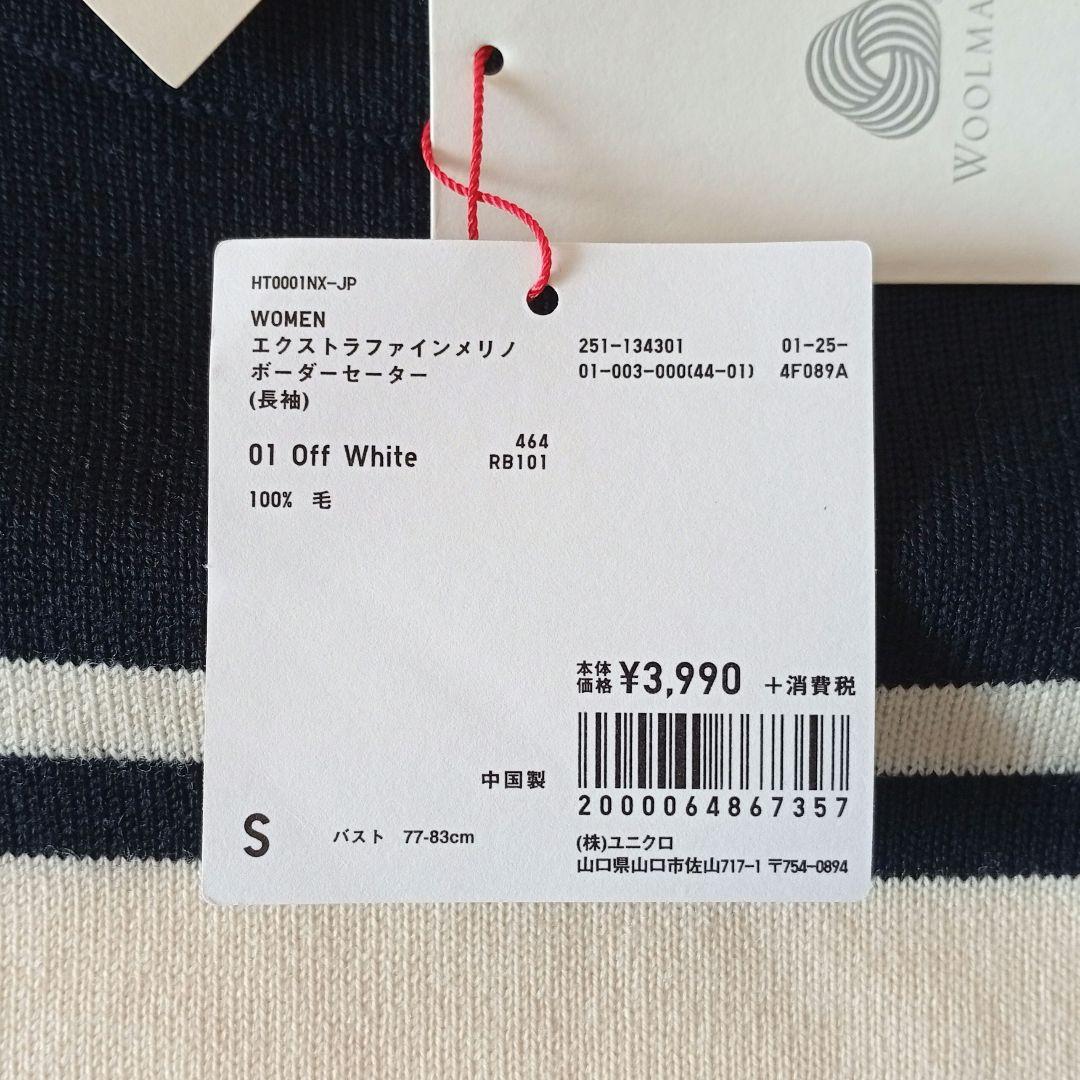 HT0001NX-JP
WOMEN
エクストラファインメリノ
ボーダーセーター
(長袖)
251-134301 01-25-
01-003-000(44-01) 4F089A
01 Off White
464
RB101
100% 毛
本体
価格 ¥3,990 +消費税
中国製
2000064867357
S バスト 77-83cm
(株)ユニクロ
山口県山口市佐山717-1 〒754-0894